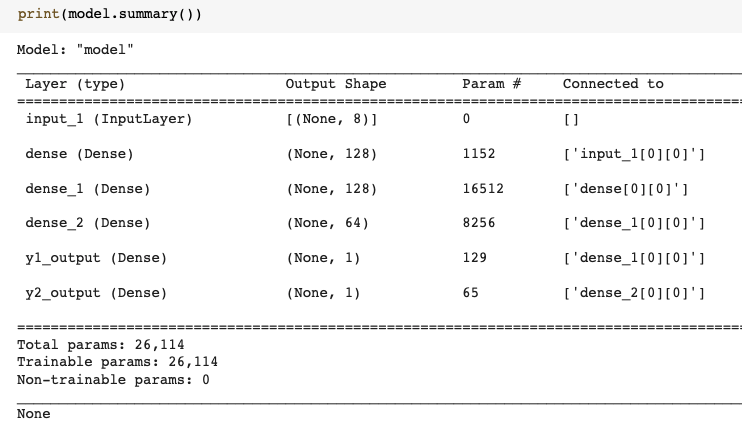 print(model.summary())
Model: "model"
Layer (type) Output Shape Param # Connected to
input_1 (InputLayer) [(None, 8)] 0 []
dense (Dense) (None, 128) 1152 ['input_1[0][0]']
dense_1 (Dense) (None, 128) 16512 ['dense[0][0]']
dense_2 (Dense) (None, 64) 8256 ['dense_1[0][0]']
y1_output (Dense) (None, 1) 129 ['dense_1[0][0]']
y2_output (Dense) (None, 1) 65 ['dense_2[0][0]']
Total params: 26,114
Trainable params: 26,114
Non-trainable params: 0
None